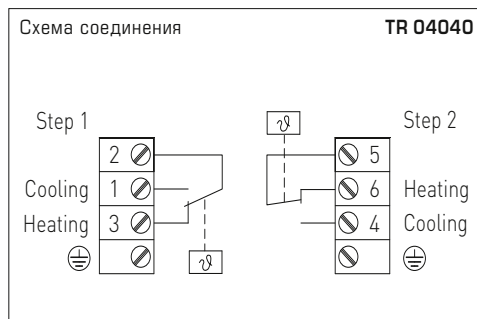 Схема соединения TR 04040
Step 1 ϑ Step 2
2 5
Cooling 1 6 Heating
Heating 3 4 Cooling
ϑ